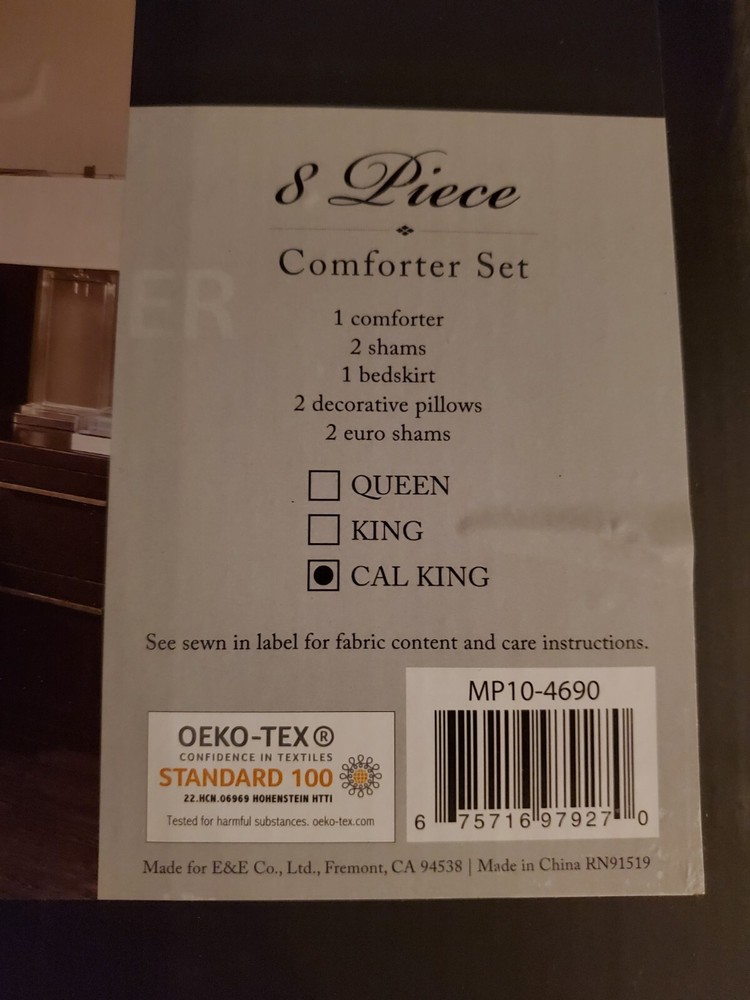 8 Piece
Comforter Set
ER
1 comforter
2 shams
1 bedskirt
2 decorative pillows
2 euro shams
QUEEN
KING
CAL KING
See sewn in label for fabric content and care instructions.
MP10-4690
OEKO-TEX®
CONFIDENCE IN TEXTILES
STANDARD 100
22.HCN.06969 HOHENSTEIN HTTI
Tested for harmful substances. oeko-tex.com
6 75716 97927 0
Made for E&E Co., Ltd., Fremont, CA 94538 | Made in China RN91519